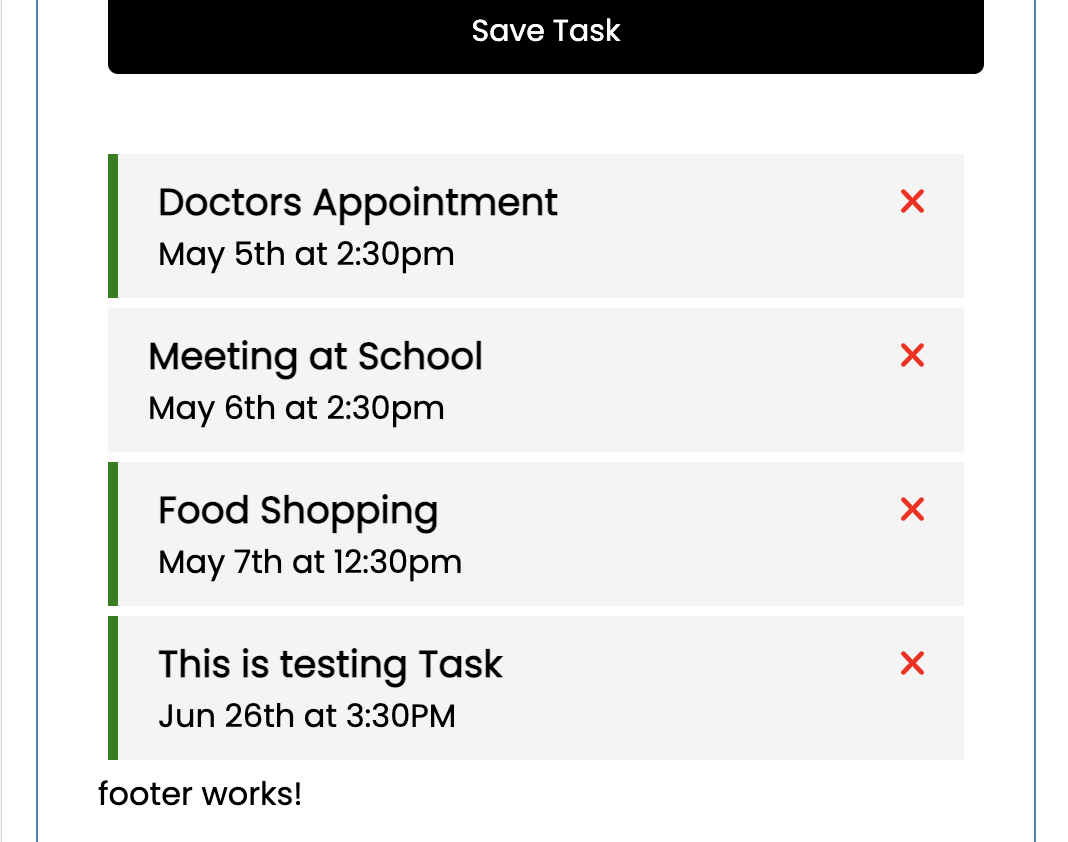 Save Task
Doctors Appointment
May 5th at 2:30pm
Meeting at School
May 6th at 2:30pm
Food Shopping
May 7th at 12:30pm
This is testing Task
Jun 26th at 3:30PM
footer works!